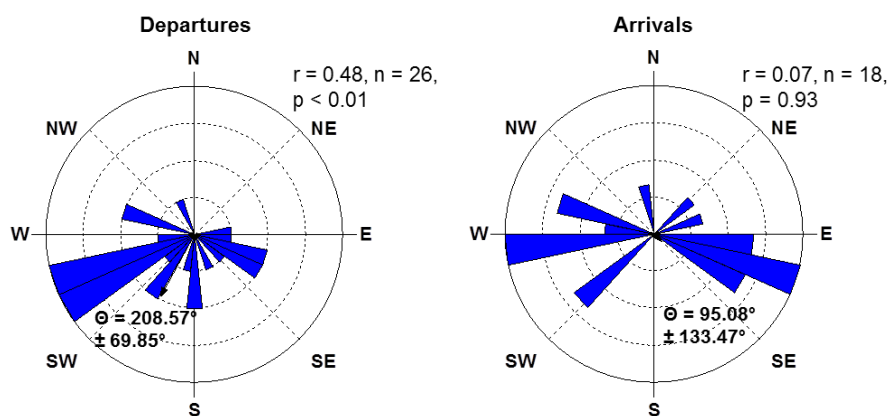 Departures
N
r = 0.48, n = 26,
p < 0.01
NW
NE
W
E
Θ = 208.57°
± 69.85°
SW
SE
S
Arrivals
N
r = 0.07, n = 18,
p = 0.93
NW
NE
W
E
Θ = 95.08°
± 133.47°
SW
SE
S